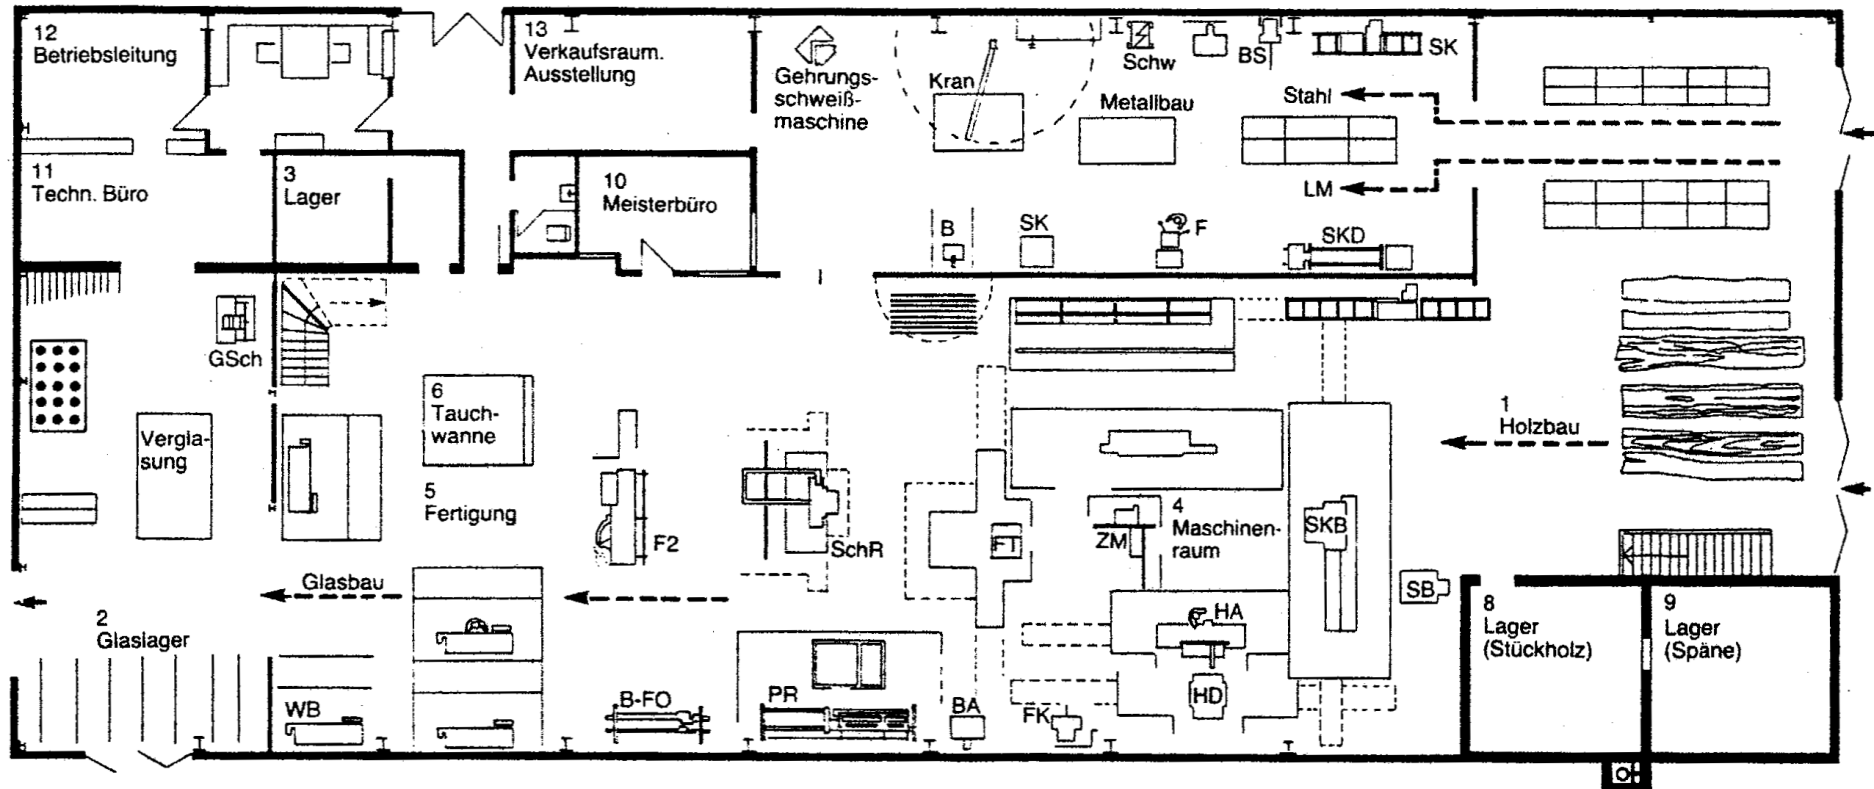 12
Betriebsleitung
13
Verkaufsraum.
Ausstellung
Gehrungs-
schweiß-
maschine
Kran
Schw
BS
SK
Metallbau
Stahl
LM
11
Techn. Büro
3
Lager
10
Meisterbüro
B
SK
F
SKD
GSch
6
Tauch-
wanne
Vergla-
sung
5
Fertigung
F2
SchR
FT
ZM
4
Maschinen-
raum
SKB
1
Holzbau
SB
Glasbau
2
Glaslager
HA
8
Lager
(Stückholz)
9
Lager
(Späne)
WB
B-FO
PR
BA
FK
HD